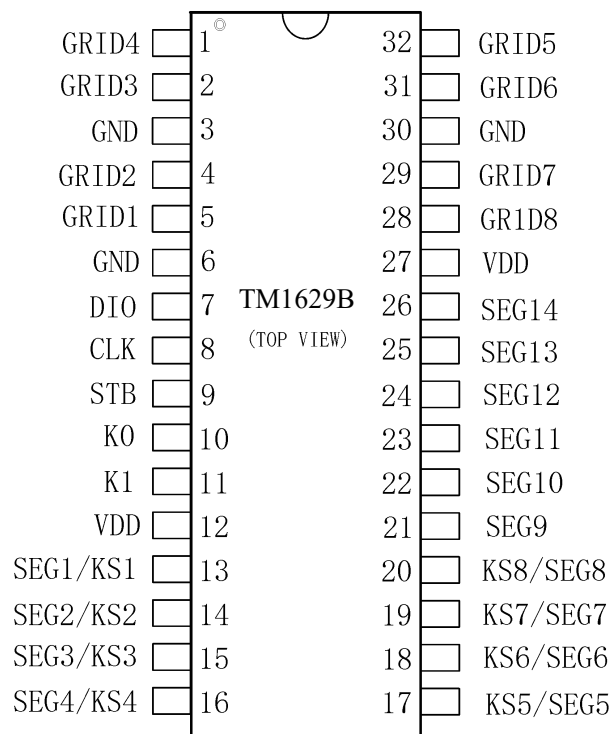 GRID4 1 32 GRID5
GRID3 2 31 GRID6
GND 3 30 GND
GRID2 4 29 GRID7
GRID1 5 28 GR1D8
GND 6 27 VDD
DIO 7 TM1629B 26 SEG14
CLK 8 (TOP VIEW) 25 SEG13
STB 9 24 SEG12
K0 10 23 SEG11
K1 11 22 SEG10
VDD 12 21 SEG9
SEG1/KS1 13 20 KS8/SEG8
SEG2/KS2 14 19 KS7/SEG7
SEG3/KS3 15 18 KS6/SEG6
SEG4/KS4 16 17 KS5/SEG5